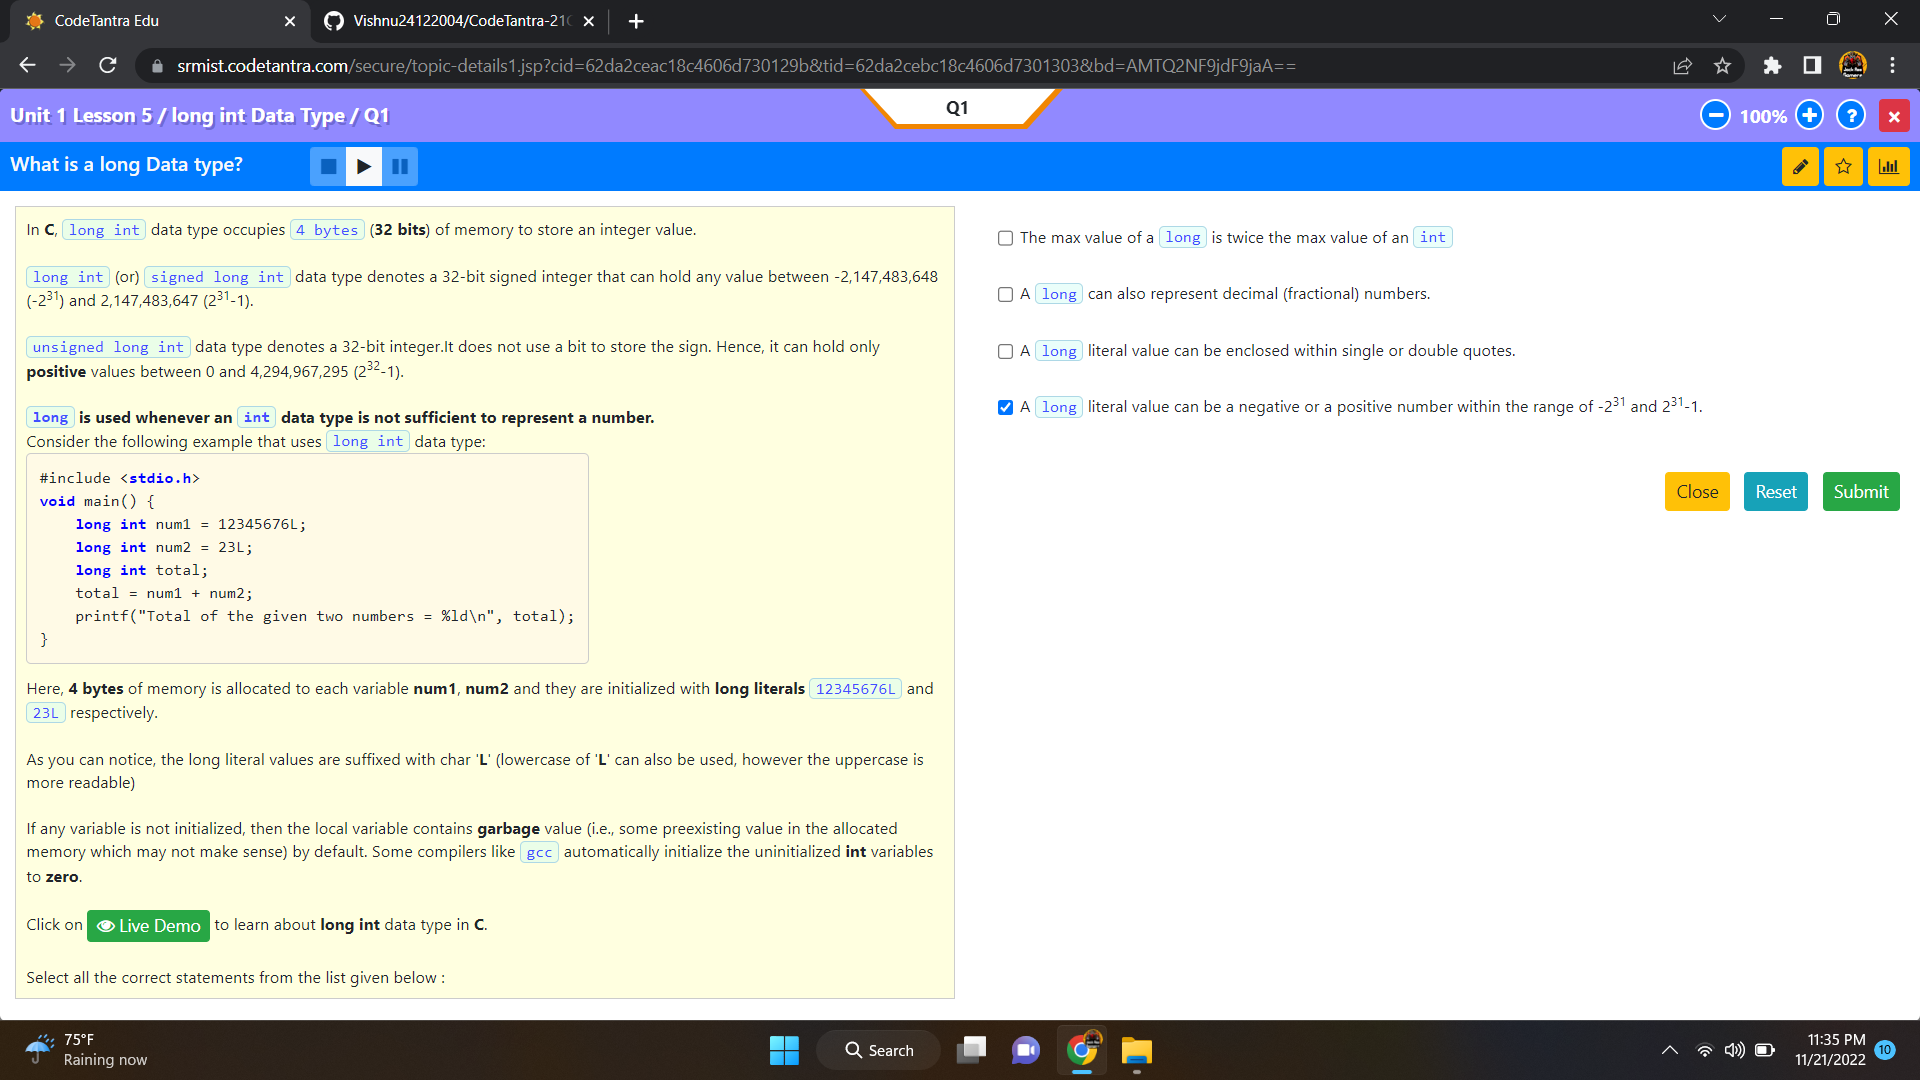 CodeTantra Edu
Vishnu24122004/CodeTantra-21
srmist.codetantra.com/secure/topic-details1.jsp?cid=62da2ceac18c4606d730129b&tid=62da2cebc18c4606d7301303&bd=AMTQ2NF9jdF9jaA==
Unit 1 Lesson 5 / long int Data Type / Q1
Q1
100%
What is a long Data type?
In C, long int data type occupies 4 bytes (32 bits) of memory to store an integer value.
long int (or) signed long int data type denotes a 32-bit signed integer that can hold any value between -2,147,483,648
(-2³¹) and 2,147,483,647 (2³¹-1).
unsigned long int data type denotes a 32-bit integer.It does not use a bit to store the sign. Hence, it can hold only
positive values between 0 and 4,294,967,295 (2³²-1).
long is used whenever an int data type is not sufficient to represent a number.
Consider the following example that uses long int data type:
#include <stdio.h>
void main() {
    long int num1 = 12345676L;
    long int num2 = 23L;
    long int total;
    total = num1 + num2;
    printf("Total of the given two numbers = %ld\n", total);
}
Here, 4 bytes of memory is allocated to each variable num1, num2 and they are initialized with long literals 12345676L and
23L respectively.
As you can notice, the long literal values are suffixed with char 'L' (lowercase of 'L' can also be used, however the uppercase is
more readable)
If any variable is not initialized, then the local variable contains garbage value (i.e., some preexisting value in the allocated
memory which may not make sense) by default. Some compilers like gcc automatically initialize the uninitialized int variables
to zero.
Click on Live Demo to learn about long int data type in C.
Select all the correct statements from the list given below :
The max value of a long is twice the max value of an int
A long can also represent decimal (fractional) numbers.
A long literal value can be enclosed within single or double quotes.
A long literal value can be a negative or a positive number within the range of -2³¹ and 2³¹-1.
Close
Reset
Submit
75°F
Raining now
Search
11:35 PM
11/21/2022
10